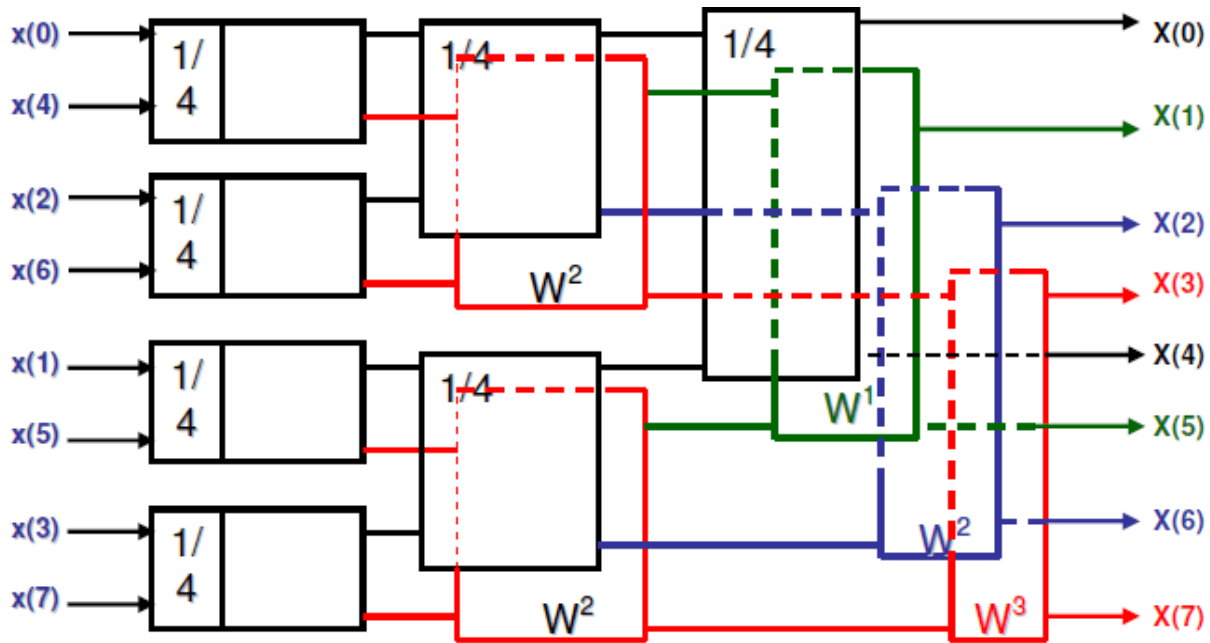 x(0)
1/
4
1/4
1/4
X(0)
x(4)
X(1)
x(2)
1/
4
X(2)
x(6)
W²
X(3)
x(1)
1/
4
1/4
W¹
X(4)
x(5)
X(5)
x(3)
1/
4
W²
X(6)
x(7)
W²
W³
X(7)